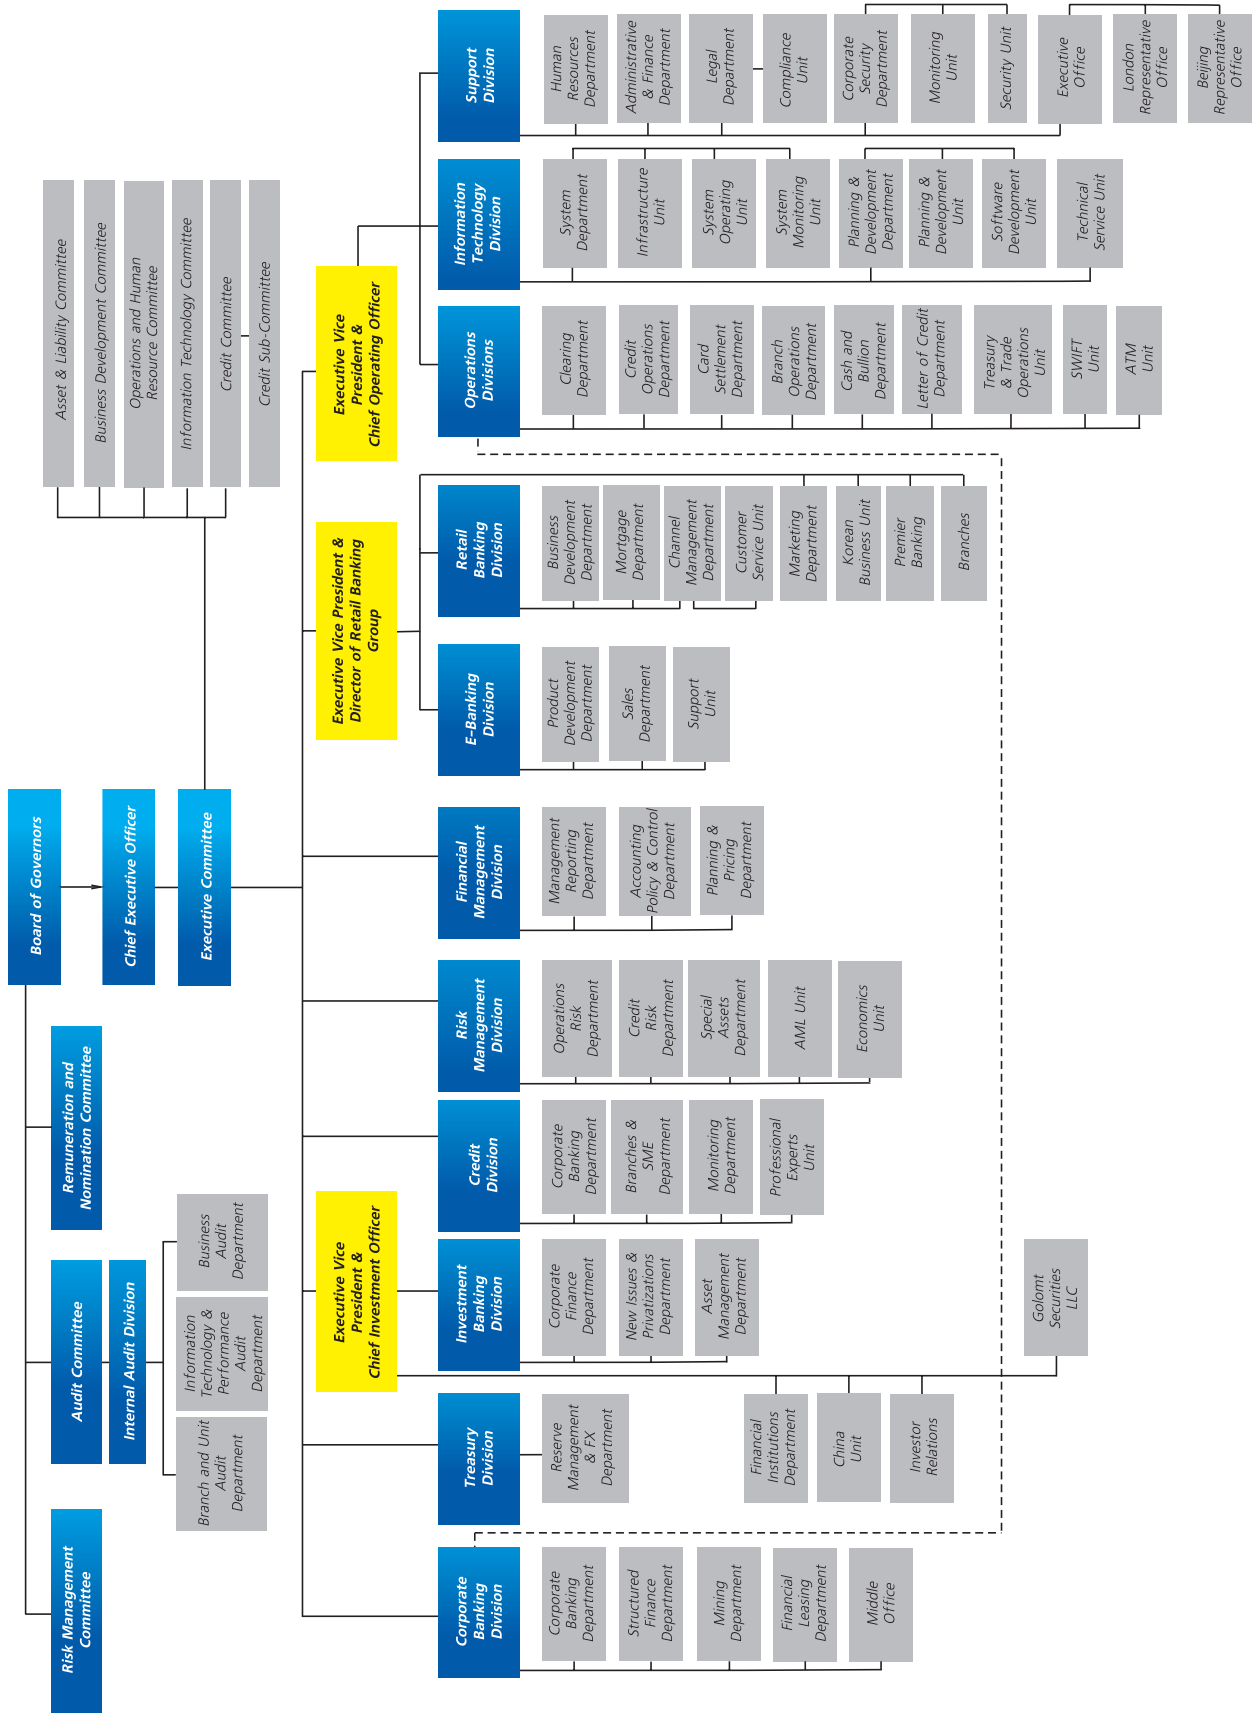 Board of Governors
Risk Management
Committee
Audit Committee
Remuneration and
Nomination Committee
Chief Executive Officer
Internal Audit Division
Branch and Unit
Audit
Department
Information
Technology &
Performance
Audit
Department
Business
Audit
Department
Executive Committee
Asset & Liability Committee
Business Development Committee
Operations and Human
Resource Committee
Information Technology Committee
Credit Committee
Credit Sub-Committee
Executive Vice
President &
Chief Investment Officer
Executive Vice President &
Director of Retail Banking
Group
Executive Vice
President &
Chief Operating Officer
Corporate
Banking
Division
Corporate
Banking
Department
Structured
Finance
Department
Mining
Department
Financial
Leasing
Department
Middle
Office
Treasury
Division
Reserve
Management
& FX
Department
Financial
Institutions
Department
China
Unit
Investor
Relations
Golomt
Securities
LLC
Investment
Banking
Division
Corporate
Finance
Department
New Issues &
Privatizations
Department
Asset
Management
Department
Credit
Division
Corporate
Banking
Department
Branches &
SME
Department
Monitoring
Department
Professional
Experts
Unit
Risk
Management
Division
Operations
Risk
Department
Credit
Risk
Department
Special
Assets
Department
AML Unit
Economics
Unit
Financial
Management
Division
Management
Reporting
Department
Accounting
Policy & Control
Department
Planning &
Pricing
Department
E-Banking
Division
Product
Development
Department
Sales
Department
Support
Unit
Retail
Banking
Division
Business
Development
Department
Mortgage
Department
Channel
Management
Department
Customer
Service Unit
Marketing
Department
Korean
Business Unit
Premier
Banking
Branches
Operations
Divisions
Clearing
Department
Credit
Operations
Department
Card
Settlement
Department
Branch
Operations
Department
Cash and
Bullion
Department
Letter of Credit
Department
Treasury
& Trade
Operations
Unit
SWIFT
Unit
ATM
Unit
Information
Technology
Division
System
Department
Infrastructure
Unit
System
Operating
Unit
System
Monitoring
Unit
Planning &
Development
Department
Planning &
Development
Unit
Software
Development
Unit
Technical
Service Unit
Support
Division
Human
Resources
Department
Administrative
& Finance
Department
Legal
Department
Compliance
Unit
Corporate
Security
Department
Monitoring
Unit
Security Unit
Executive
Office
London
Representative
Office
Beijing
Representative
Office